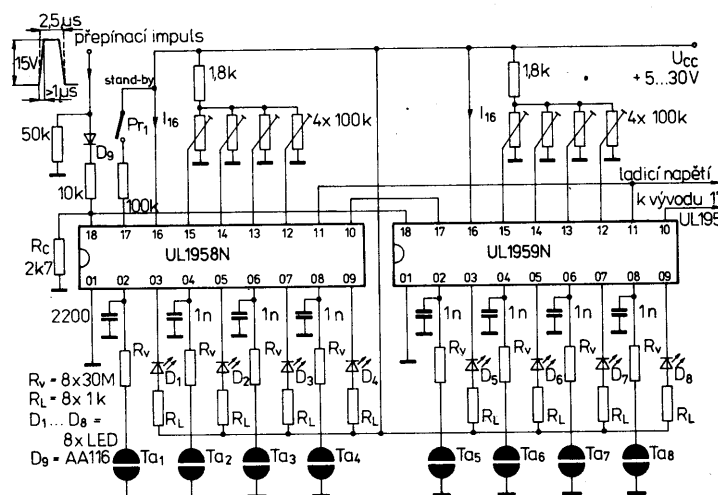 2,5µs
přepínací impuls
15V
>1µs
stand-by
1,8k
1,8k
UCC
+5...30V
50k
D9
Pr1
I16
4x 100k
I16
4x 100k
10k
100k
ladicí napětí
k vývodu 1
UL195
RC
2k7
18 17 16 15 14 13 12 11 10
UL1958N
01 02 03 04 05 06 07 08 09
18 17 16 15 14 13 12 11 10
UL1959N
01 02 03 04 05 06 07 08 09
2200 1n 1n 1n 1n 1n 1n 1n
Rv Rv Rv Rv Rv Rv Rv Rv
D1 D2 D3 D4 D5 D6 D7 D8
RL RL RL RL RL RL RL RL
Rv = 8x30M
RL = 8x 1k
D1...D8 =
8x LED
D9 = AA116
Ta1 Ta2 Ta3 Ta4 Ta5 Ta6 Ta7 Ta8